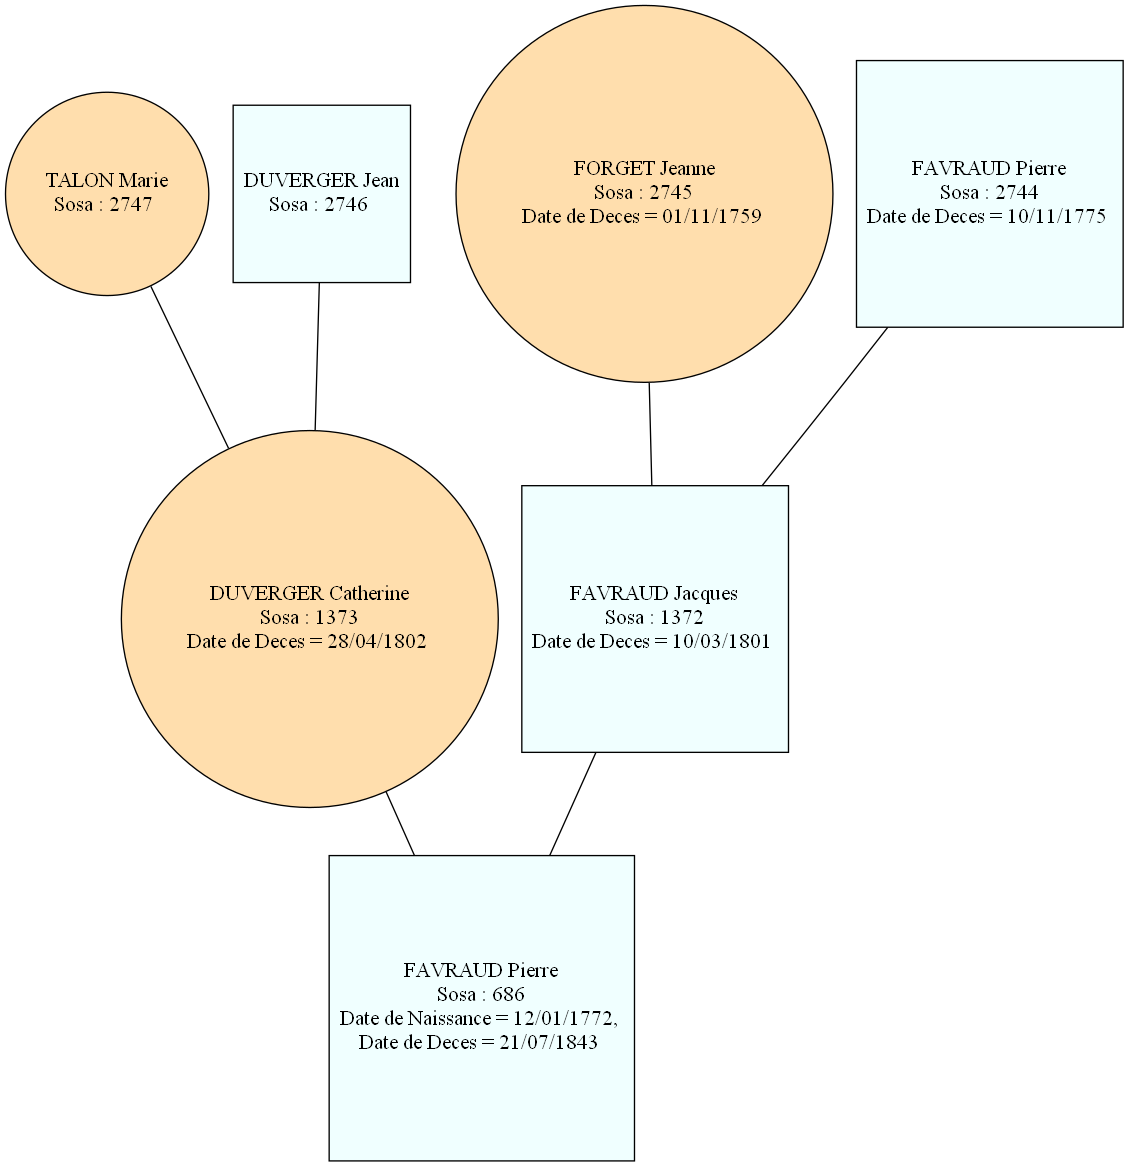 TALON Marie
Sosa : 2747
DUVERGER Jean
Sosa : 2746
FORGET Jeanne
Sosa : 2745
Date de Deces = 01/11/1759
FAVRAUD Pierre
Sosa : 2744
Date de Deces = 10/11/1775
DUVERGER Catherine
Sosa : 1373
Date de Deces = 28/04/1802
FAVRAUD Jacques
Sosa : 1372
Date de Deces = 10/03/1801
FAVRAUD Pierre
Sosa : 686
Date de Naissance = 12/01/1772,
Date de Deces = 21/07/1843